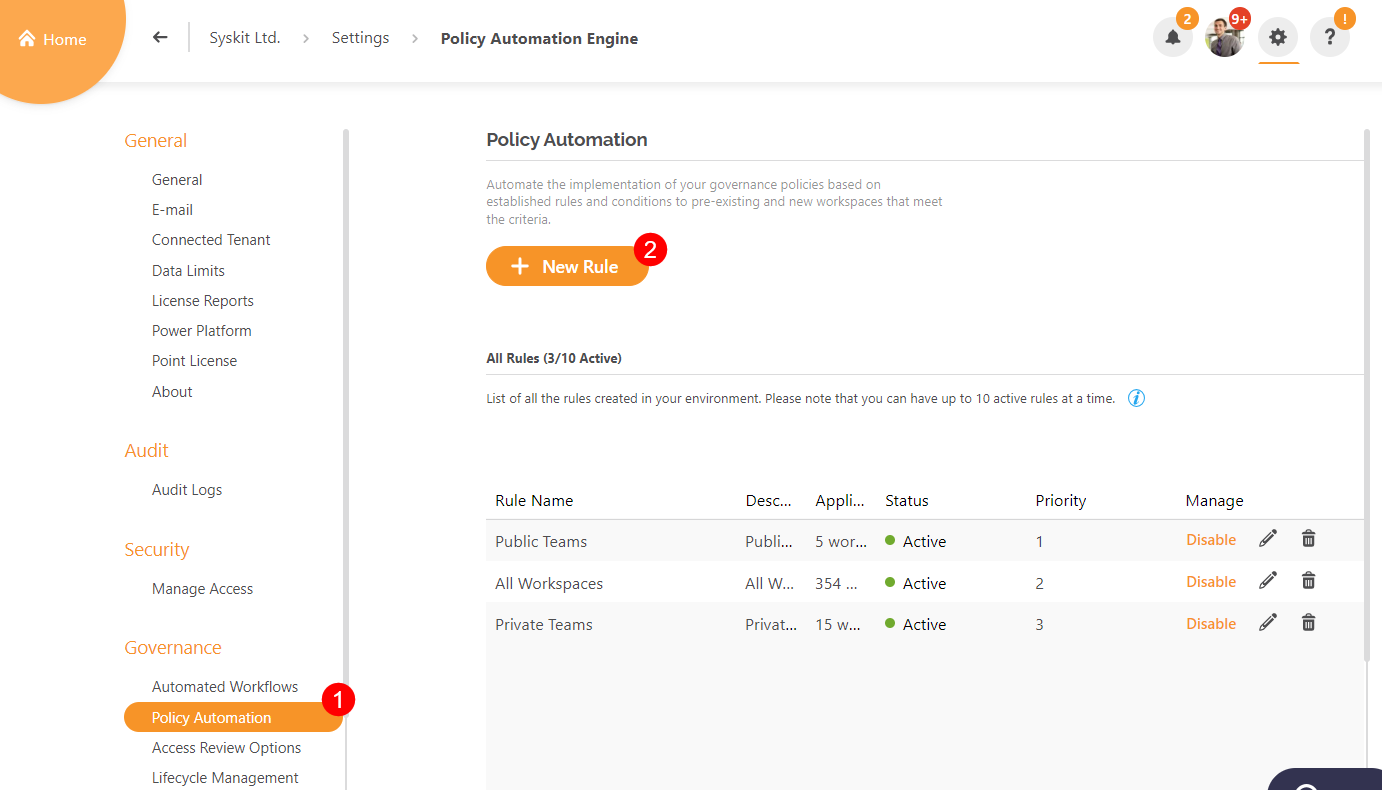 Home
Syskit Ltd. > Settings > Policy Automation Engine
2
9+
!
?
General
General
E-mail
Connected Tenant
Data Limits
License Reports
Power Platform
Point License
About
Audit
Audit Logs
Security
Manage Access
Governance
Automated Workflows
Policy Automation
1
Access Review Options
Lifecycle Management
Policy Automation
Automate the implementation of your governance policies based on
established rules and conditions to pre-existing and new workspaces that meet
the criteria.
+ New Rule
2
All Rules (3/10 Active)
List of all the rules created in your environment. Please note that you can have up to 10 active rules at a time. i
Rule Name Desc... Appli... Status Priority Manage
Public Teams Publi... 5 wor... Active 1 Disable
All Workspaces All W... 354 ... Active 2 Disable
Private Teams Privat... 15 w... Active 3 Disable